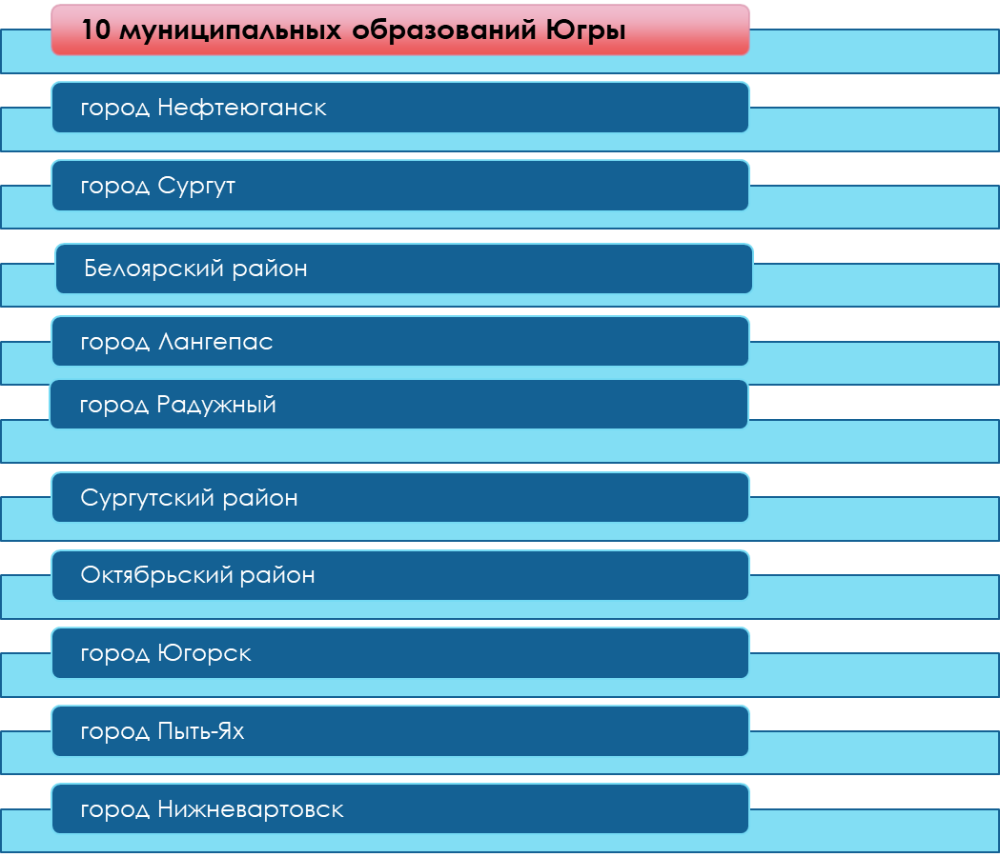 10 муниципальных образований Югры
город Нефтеюганск
город Сургут
Белоярский район
город Лангепас
город Радужный
Сургутский район
Октябрьский район
город Югорск
город Пыть-Ях
город Нижневартовск